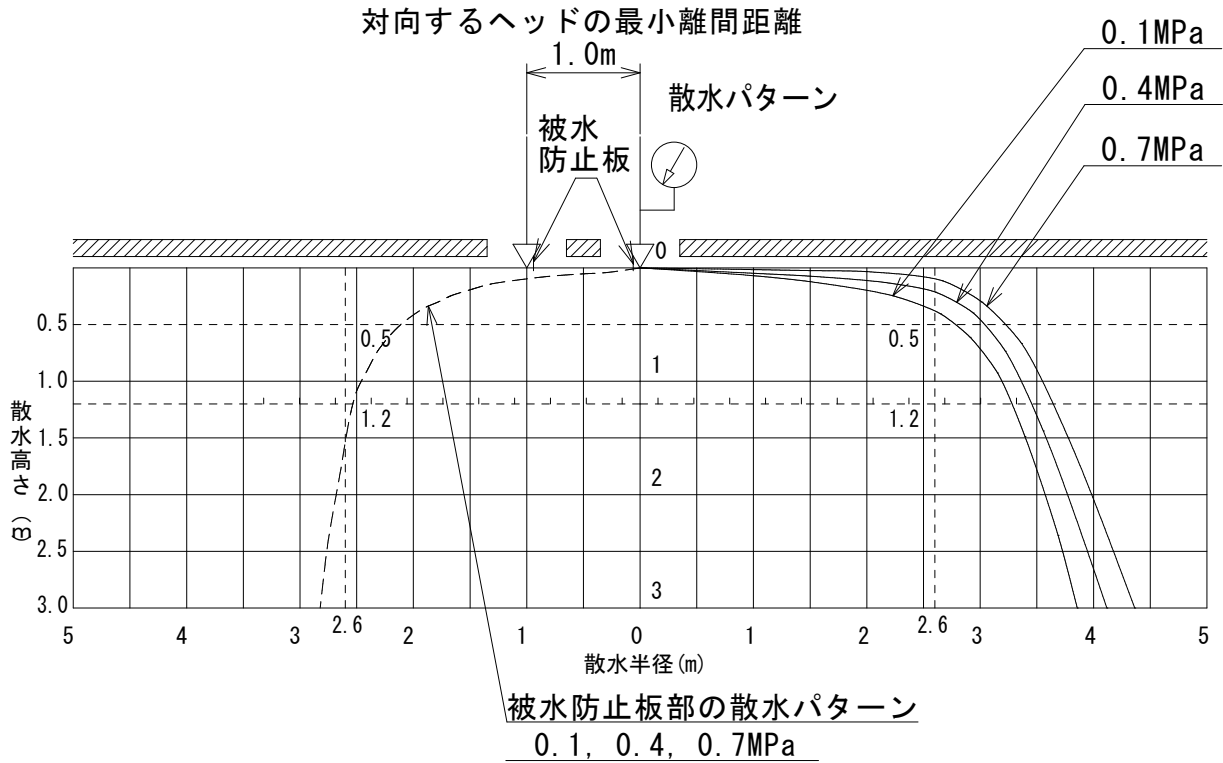 対向するヘッドの最小離間距離
1.0m
0.1MPa
散水パターン
0.4MPa
被水
防止板
0.7MPa
0
0.5
0.5
0.5
1
1.0
1.2
1.2
1.5
2
2.0
2.5
3
3.0
散水高さ(m)
5 4 3 2.6 2 1 0 1 2 2.6 3 4 5
散水半径(m)
被水防止板部の散水パターン
0.1, 0.4, 0.7MPa